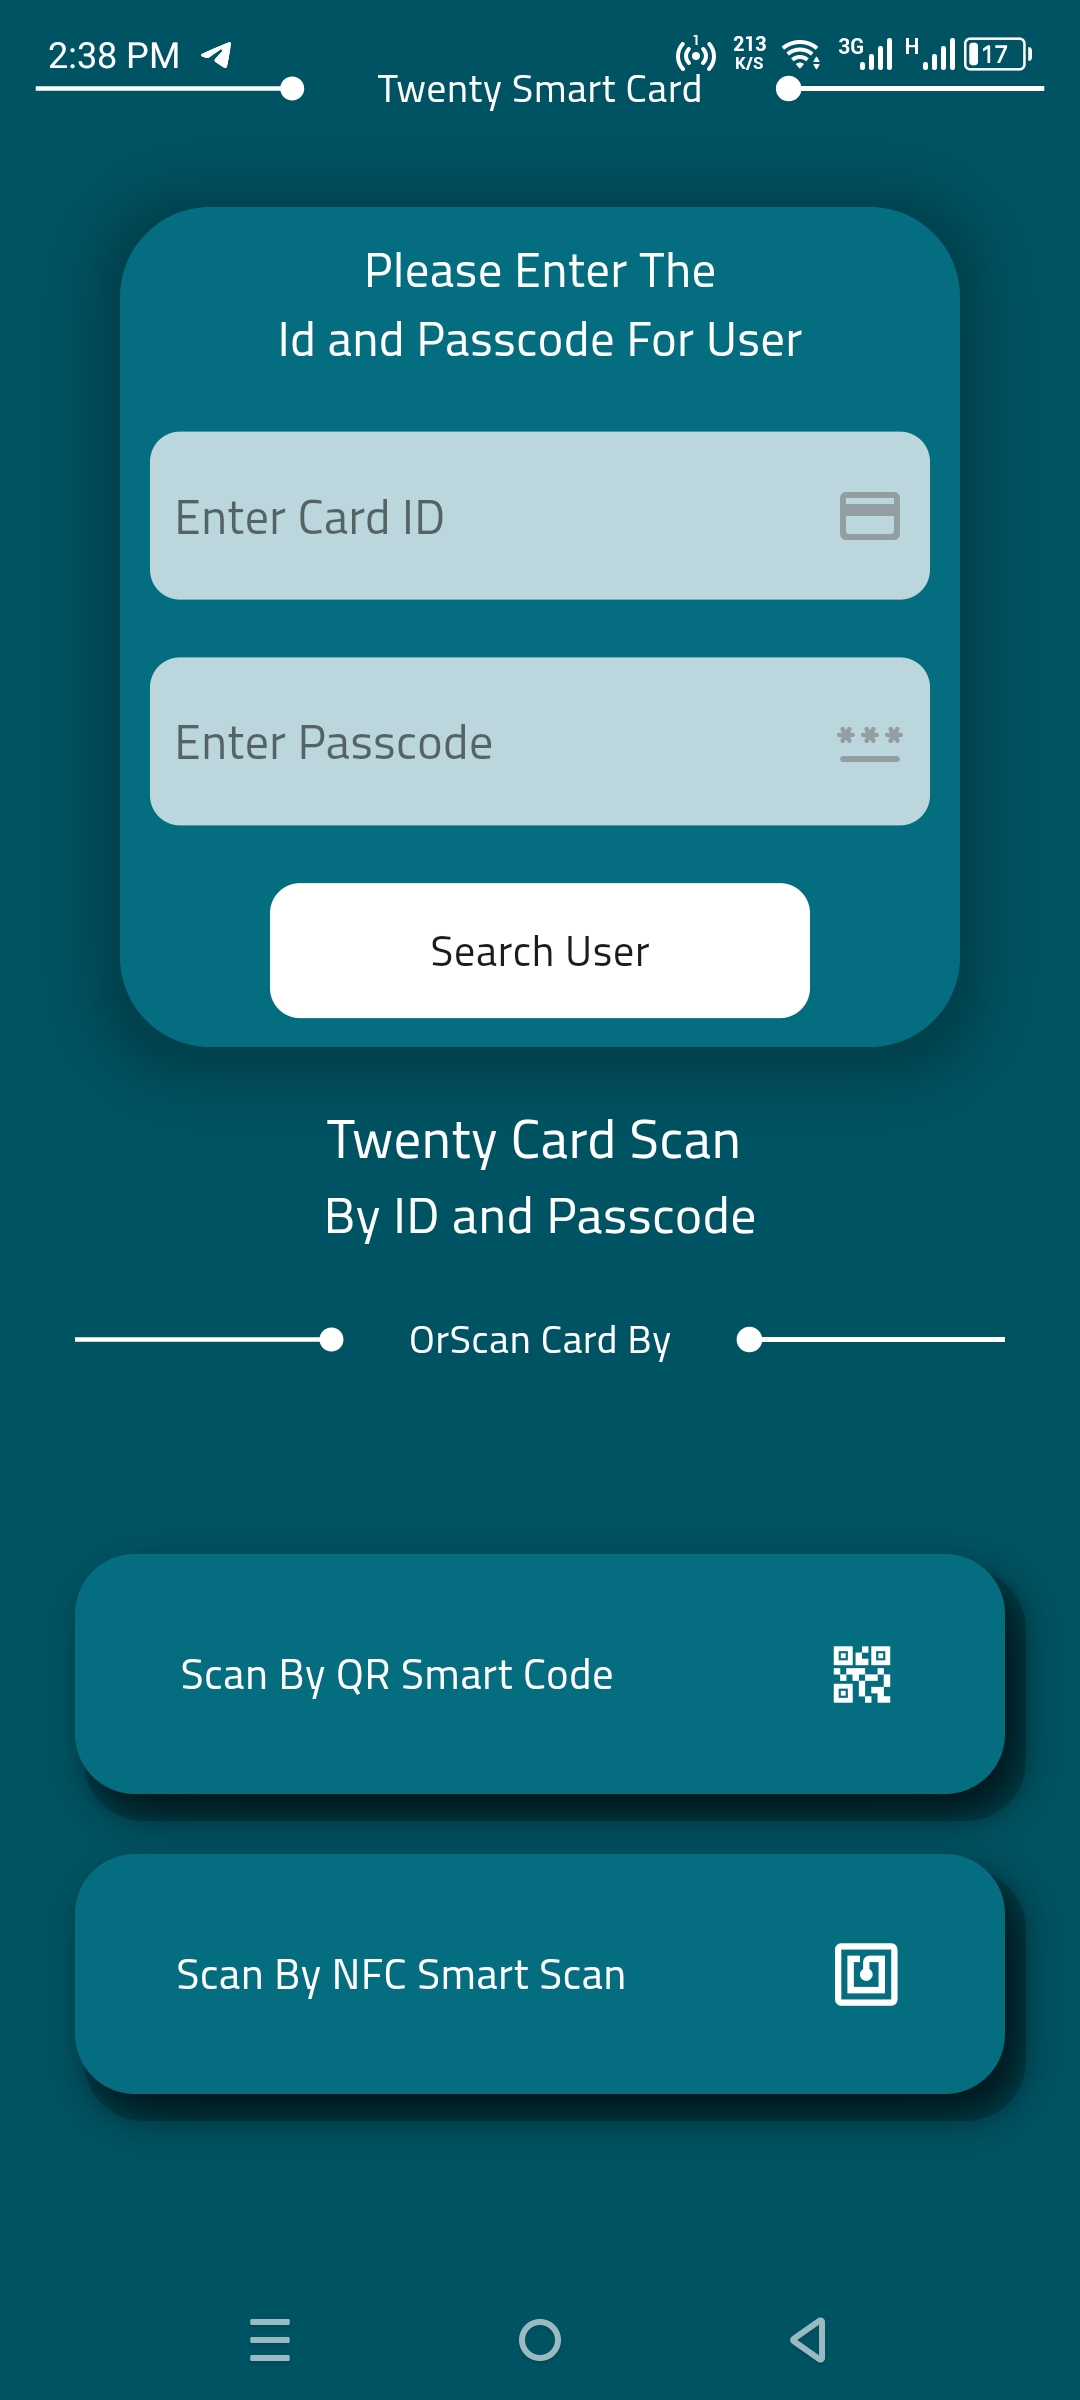 2:38 PM
1
213 K/S
3G
H
17
Twenty Smart Card
Please Enter The
Id and Passcode For User
Enter Card ID
Enter Passcode
***
Search User
Twenty Card Scan
By ID and Passcode
OrScan Card By
Scan By QR Smart Code
Scan By NFC Smart Scan